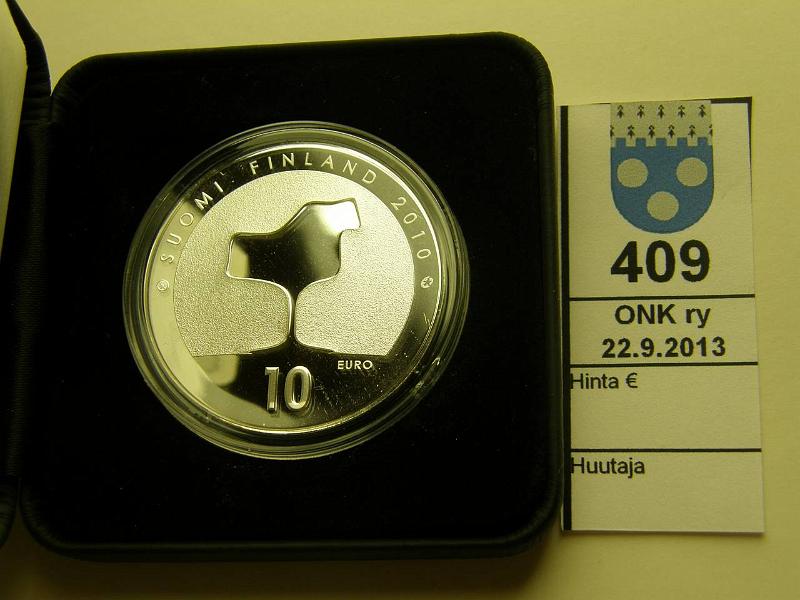 SUOMI FINLAND 2010
EURO
10
409
ONK ry
22.9.2013
Hinta €
Huutaja